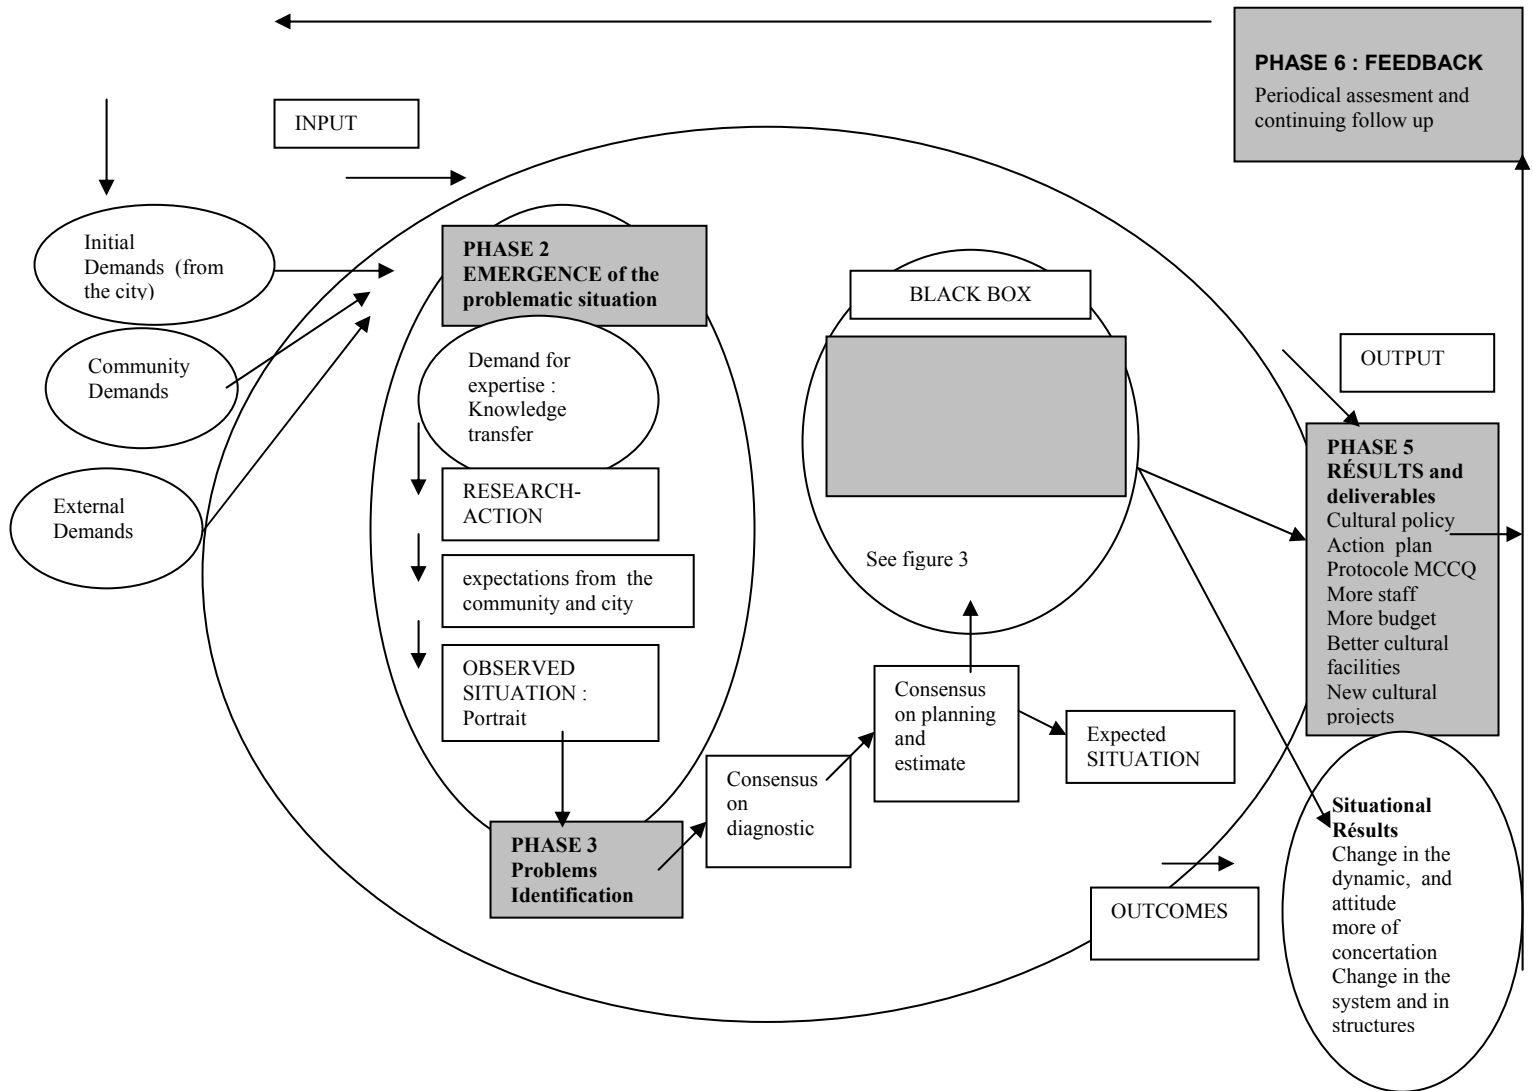 PHASE 6 : FEEDBACK
Periodical assesment and
continuing follow up
INPUT
Initial
Demands (from
the city)
Community
Demands
External
Demands
PHASE 2
EMERGENCE of the
problematic situation
Demand for
expertise :
Knowledge
transfer
RESEARCH-
ACTION
expectations from the
community and city
OBSERVED
SITUATION :
Portrait
PHASE 3
Problems
Identification
Consensus
on
diagnostic
Consensus
on planning
and
estimate
Expected
SITUATION
BLACK BOX
See figure 3
OUTPUT
PHASE 5
RÉSULTS and
deliverables
Cultural policy
Action plan
Protocole MCCQ
More staff
More budget
Better cultural
facilities
New cultural
projects
OUTCOMES
Situational
Résults
Change in the
dynamic, and
attitude
more of
concertation
Change in the
system and in
structures